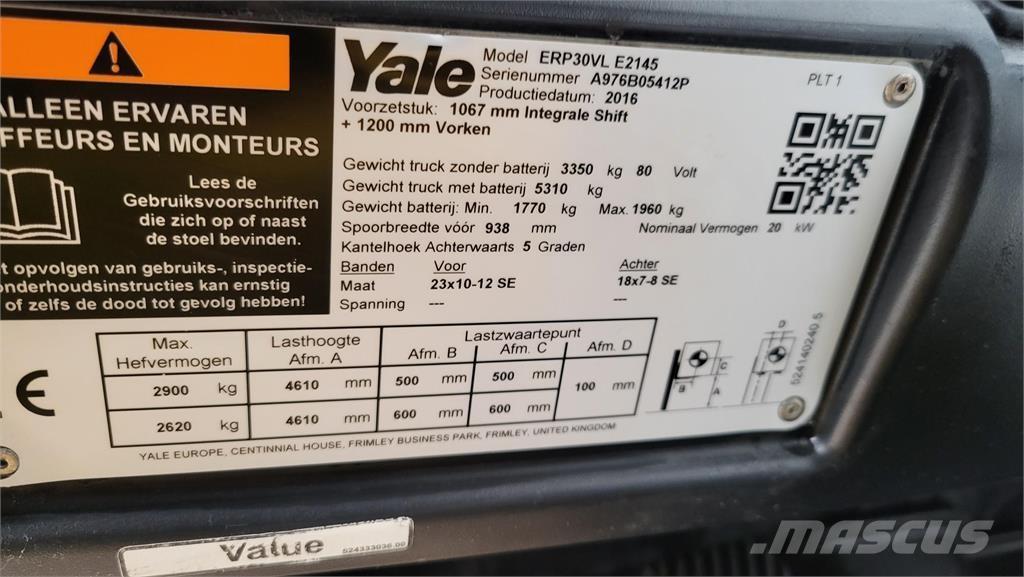 ALLEEN ERVAREN
FFEURS EN MONTEURS
Lees de
Gebruiksvoorschriften
die zich op of naast
de stoel bevinden.
t opvolgen van gebruiks-, inspectie-
onderhoudsinstructies kan ernstig
of zelfs de dood tot gevolg hebben!
Yale
Model ERP30VL E2145
Serienummer A976B05412P
Productiedatum: 2016
PLT 1
Voorzetstuk: 1067 mm Integrale Shift
+ 1200 mm Vorken
Gewicht truck zonder batterij 3350 kg 80 Volt
Gewicht truck met batterij 5310 kg
Gewicht batterij: Min. 1770 kg Max. 1960 kg
Spoorbreedte vóór 938 mm Nominaal Vermogen 20 kW
Kantelhoek Achterwaarts 5 Graden
Banden Voor Achter
Maat 23x10-12 SE 18x7-8 SE
Spanning --- ---
Max. Hefvermogen Lasthoogte Afm. A Lastzwaartepunt
Afm. B Afm. C Afm. D
2900 kg 4610 mm 500 mm 500 mm 100 mm
2620 kg 4610 mm 600 mm 600 mm
D
C
B A
524140240 5
CE
YALE EUROPE, CENTINNIAL HOUSE, FRIMLEY BUSINESS PARK, FRIMLEY, UNITED KINGDOM
Value 524333036 00
MASCUS